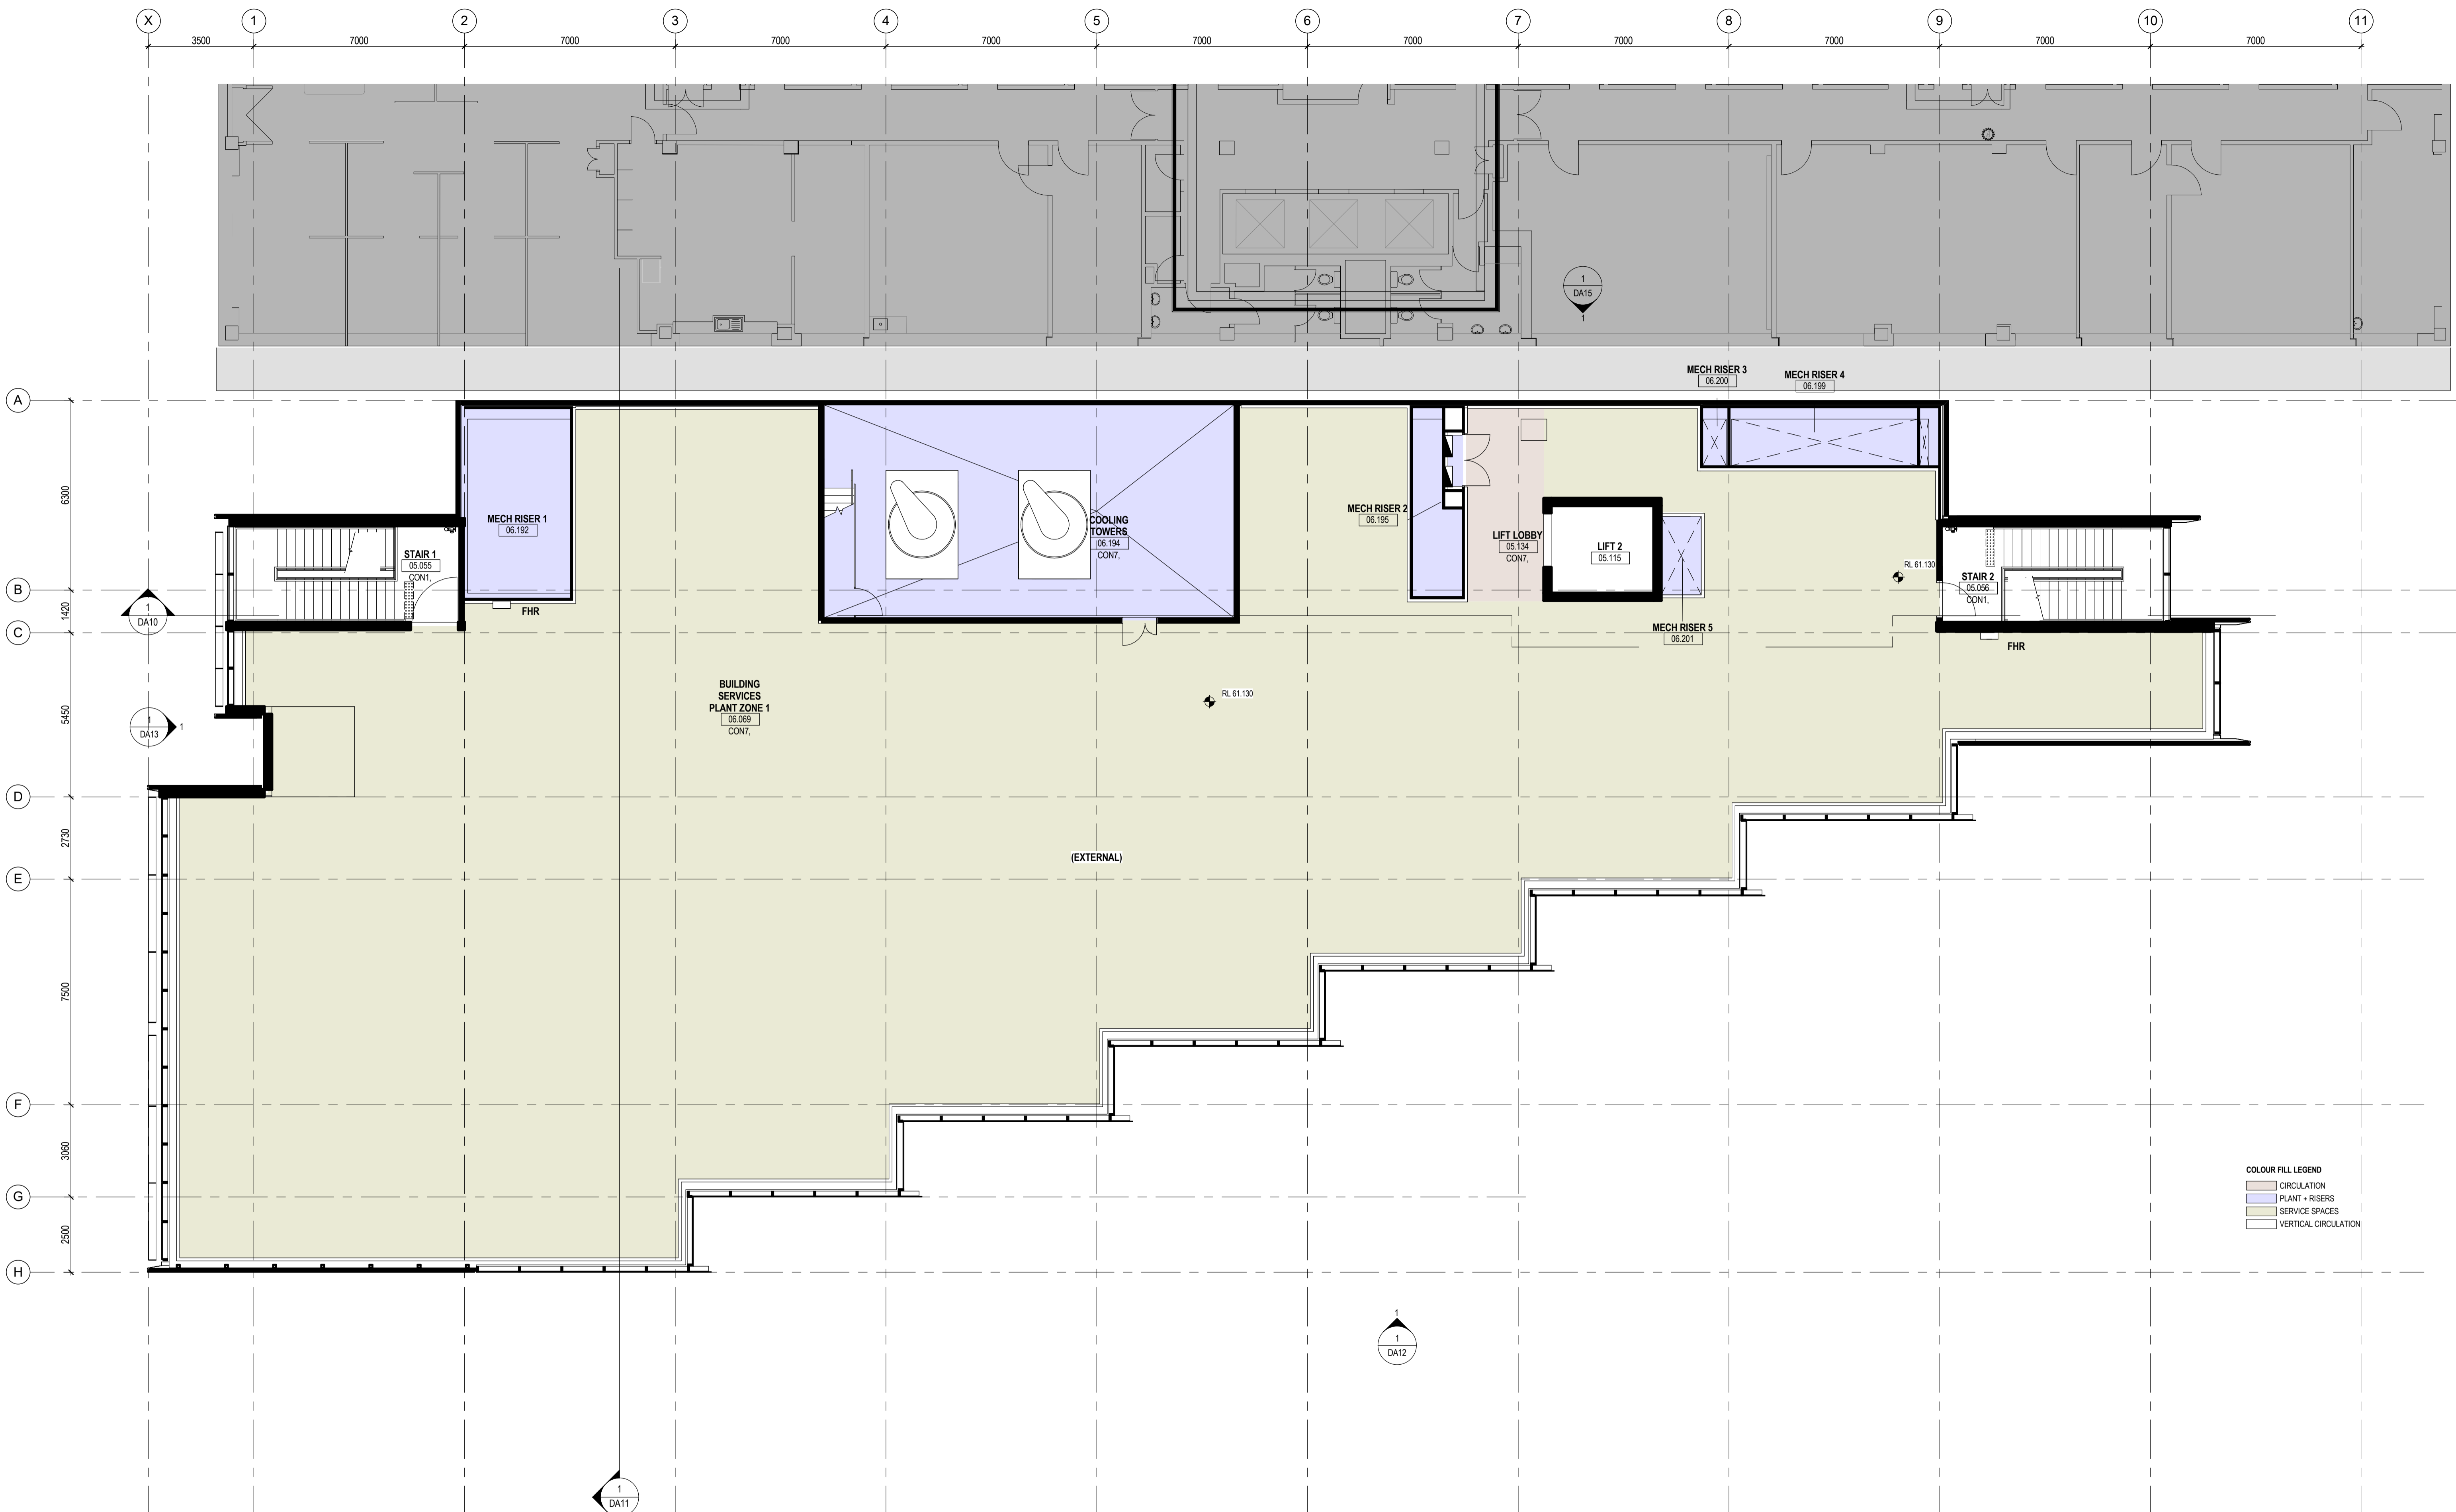 X 1 2 3 4 5 6 7 8 9 10 11
3500 7000 7000 7000 7000 7000 7000 7000 7000 7000 7000
1
DA15
1
MECH RISER 3
06.200
MECH RISER 4
06.199
A
6300
MECH RISER 1
06.192
MECH RISER 2
06.195
COOLING
TOWERS
06.194
CON7,
LIFT LOBBY
05.134
CON7,
LIFT 2
05.115
STAIR 1
05.055
CON1,
RL 61.130
STAIR 2
05.056
CON1,
B
1420
FHR
1
DA10
C
MECH RISER 5
06.201
FHR
BUILDING
SERVICES
PLANT ZONE 1
06.069
CON7,
RL 61.130
5450
1
DA13
1
D
2730
(EXTERNAL)
E
7500
F
3060
COLOUR FILL LEGEND
CIRCULATION
PLANT + RISERS
SERVICE SPACES
VERTICAL CIRCULATION
G
2500
H
1
1
DA12
1
DA11